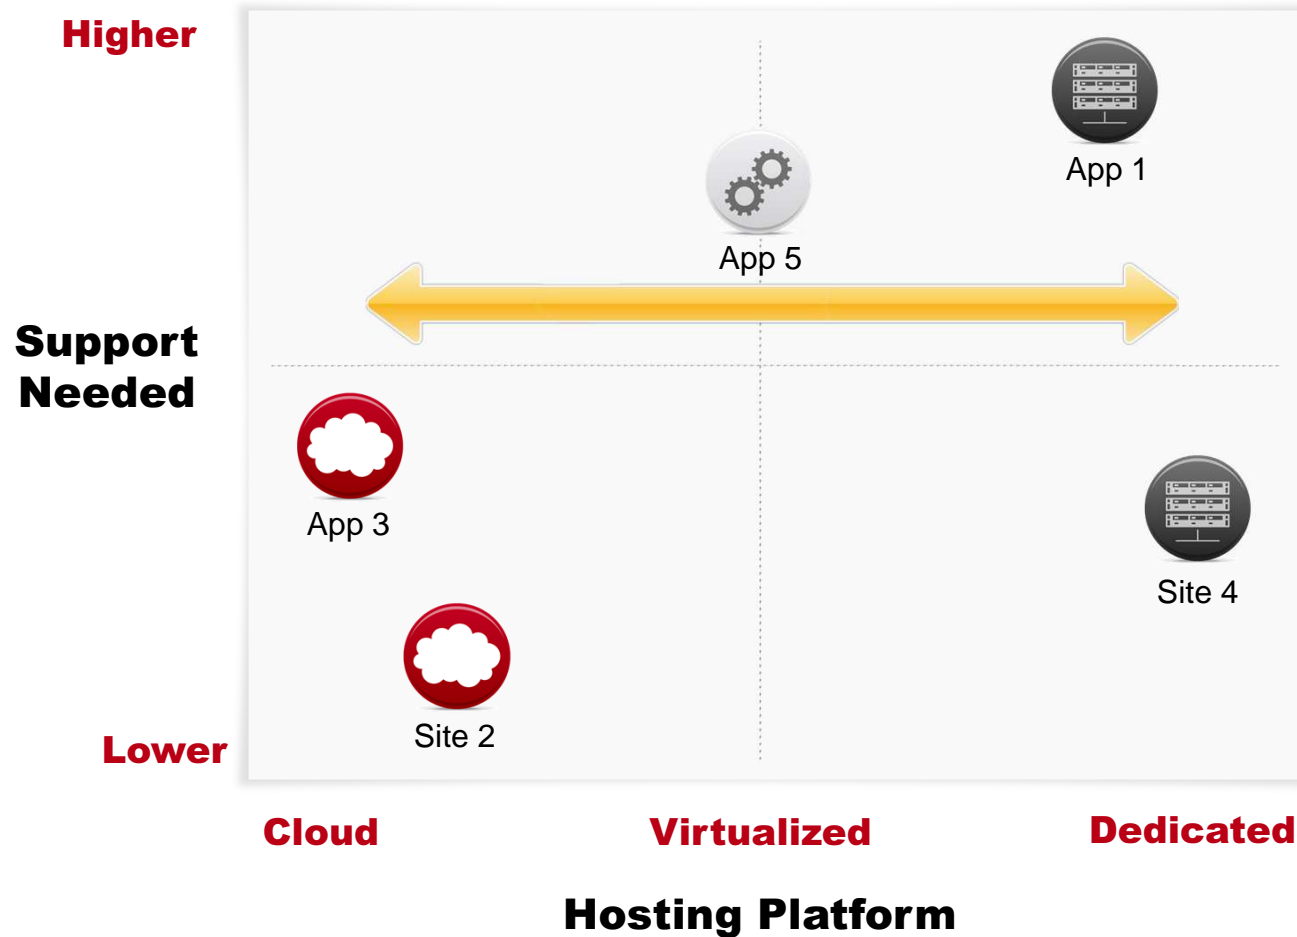 Higher
App 1
App 5
Support
Needed
App 3
Site 4
Site 2
Lower
Cloud
Virtualized
Dedicated
Hosting Platform